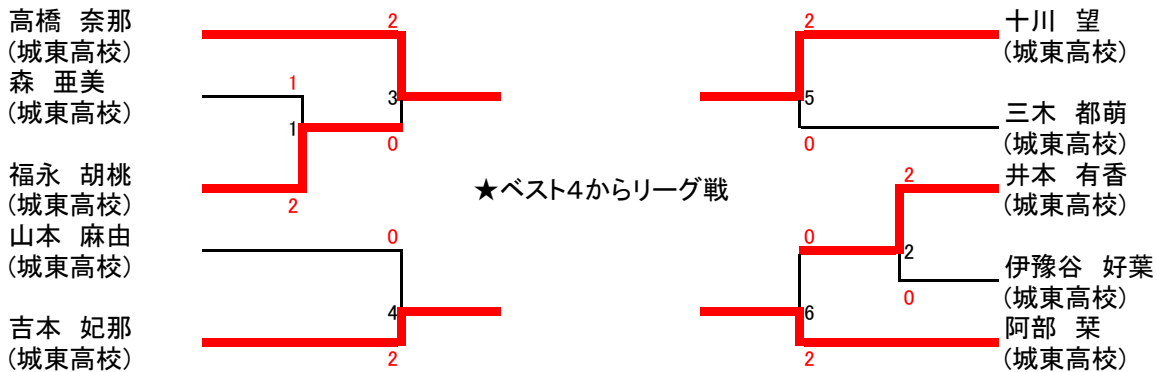 高橋 奈那
(城東高校)
森 亜美
(城東高校)
福永 胡桃
(城東高校)
山本 麻由
(城東高校)
吉本 妃那
(城東高校)
2
1
3
1
0
2
0
4
2
★ベスト4からリーグ戦
2
5
0
2
0
2
0
6
2
十川 望
(城東高校)
三木 都萌
(城東高校)
井本 有香
(城東高校)
伊豫谷 好葉
(城東高校)
阿部 栞
(城東高校)